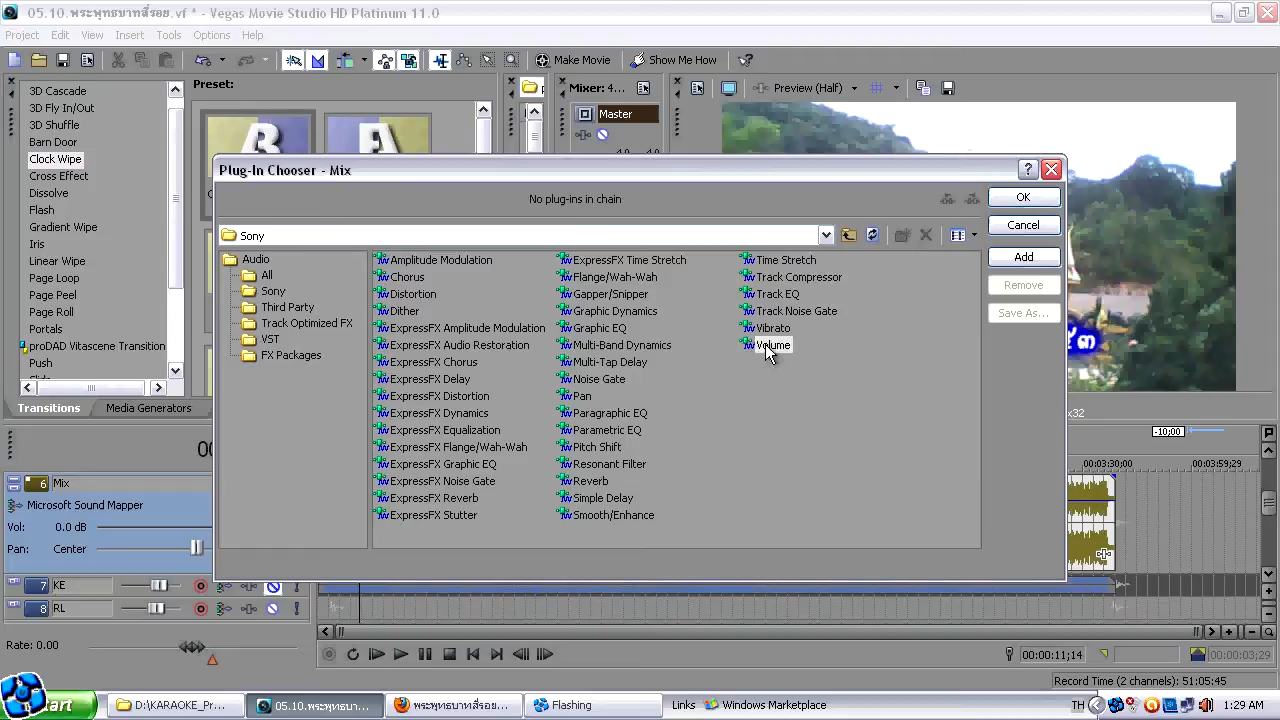 05.10.พระพุทธบาทสี่รอย.vf * - Vegas Movie Studio HD Platinum 11.0
Project Edit View Insert Tools Options Help
Make Movie Show Me How
3D Cascade
3D Fly In/Out
3D Shuffle
Barn Door
Clock Wipe
Cross Effect
Dissolve
Flash
Gradient Wipe
Iris
Linear Wipe
Page Loop
Page Peel
Page Roll
Portals
proDAD Vitascene Transition
Push
Transitions Media Generators
Preset:
Mixer: 4...
Master
Preview (Half)
Plug-In Chooser - Mix
No plug-ins in chain
Sony
OK
Cancel
Add
Remove
Save As...
Audio
All
Sony
Third Party
Track Optimized FX
VST
FX Packages
Amplitude Modulation
Chorus
Distortion
Dither
ExpressFX Amplitude Modulation
ExpressFX Audio Restoration
ExpressFX Chorus
ExpressFX Delay
ExpressFX Distortion
ExpressFX Dynamics
ExpressFX Equalization
ExpressFX Flange/Wah-Wah
ExpressFX Graphic EQ
ExpressFX Noise Gate
ExpressFX Reverb
ExpressFX Stutter
ExpressFX Time Stretch
Flange/Wah-Wah
Gapper/Snipper
Graphic Dynamics
Graphic EQ
Multi-Band Dynamics
Multi-Tap Delay
Noise Gate
Pan
Paragraphic EQ
Parametric EQ
Pitch Shift
Resonant Filter
Reverb
Simple Delay
Smooth/Enhance
Time Stretch
Track Compressor
Track EQ
Track Noise Gate
Vibrato
Volume
x32
-10;00
00:03:30;00 00:03:59;29
6 Mix
Microsoft Sound Mapper
Vol: 0.0 dB
Pan: Center
7 KE
8 RL
Rate: 0.00
00:00:11;14
00:00:03;29
Record Time (2 channels): 51:05:45
start
D:\KARAOKE_Pr...
05.10.พระพุทธบา...
พระพุทธบาทสี่รอย...
Flashing
Links
Windows Marketplace
TH
1:29 AM